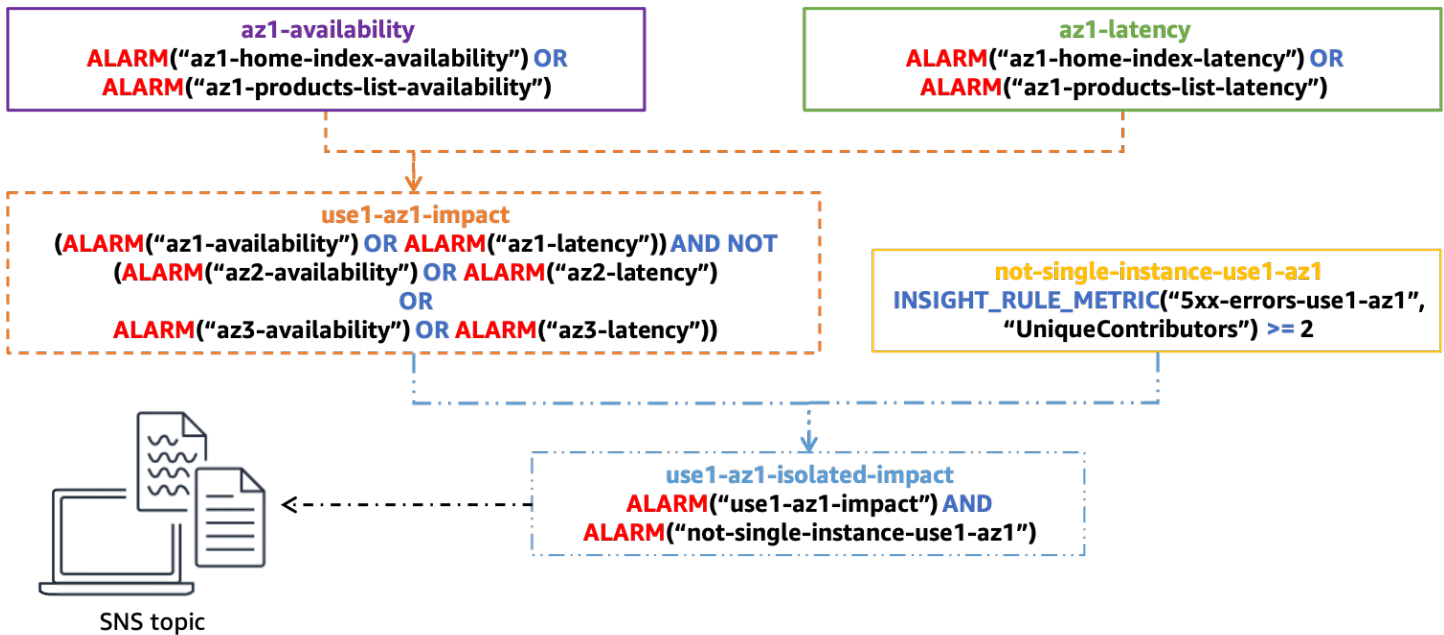 az1-availability
ALARM(“az1-home-index-availability”) OR
ALARM(“az1-products-list-availability”)
az1-latency
ALARM(“az1-home-index-latency”) OR
ALARM(“az1-products-list-latency”)
use1-az1-impact
(ALARM(“az1-availability”) OR ALARM(“az1-latency”)) AND NOT
(ALARM(“az2-availability”) OR ALARM(“az2-latency”)
OR
ALARM(“az3-availability”) OR ALARM(“az3-latency”))
not-single-instance-use1-az1
INSIGHT_RULE_METRIC(“5xx-errors-use1-az1”,
“UniqueContributors”) >= 2
use1-az1-isolated-impact
ALARM(“use1-az1-impact”) AND
ALARM(“not-single-instance-use1-az1”)
SNS topic